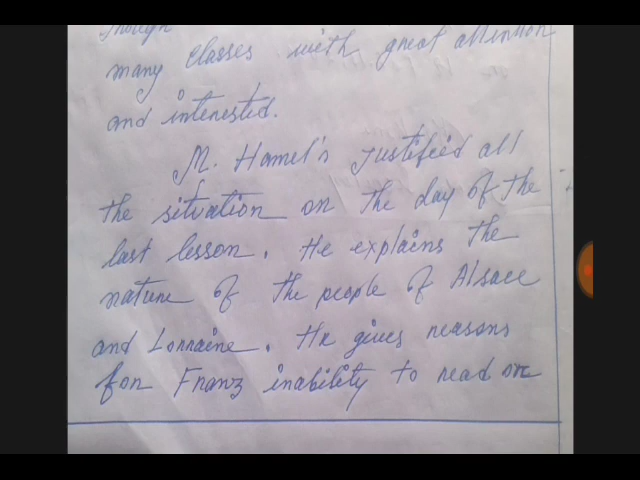 Though
many classes with great attention
and interested.
M. Hamel's justified all
the situation on the day of the
last lesson. He explains the
nature of the people of Alsace
and Lorraine. He gives reasons
for Franz inability to read or